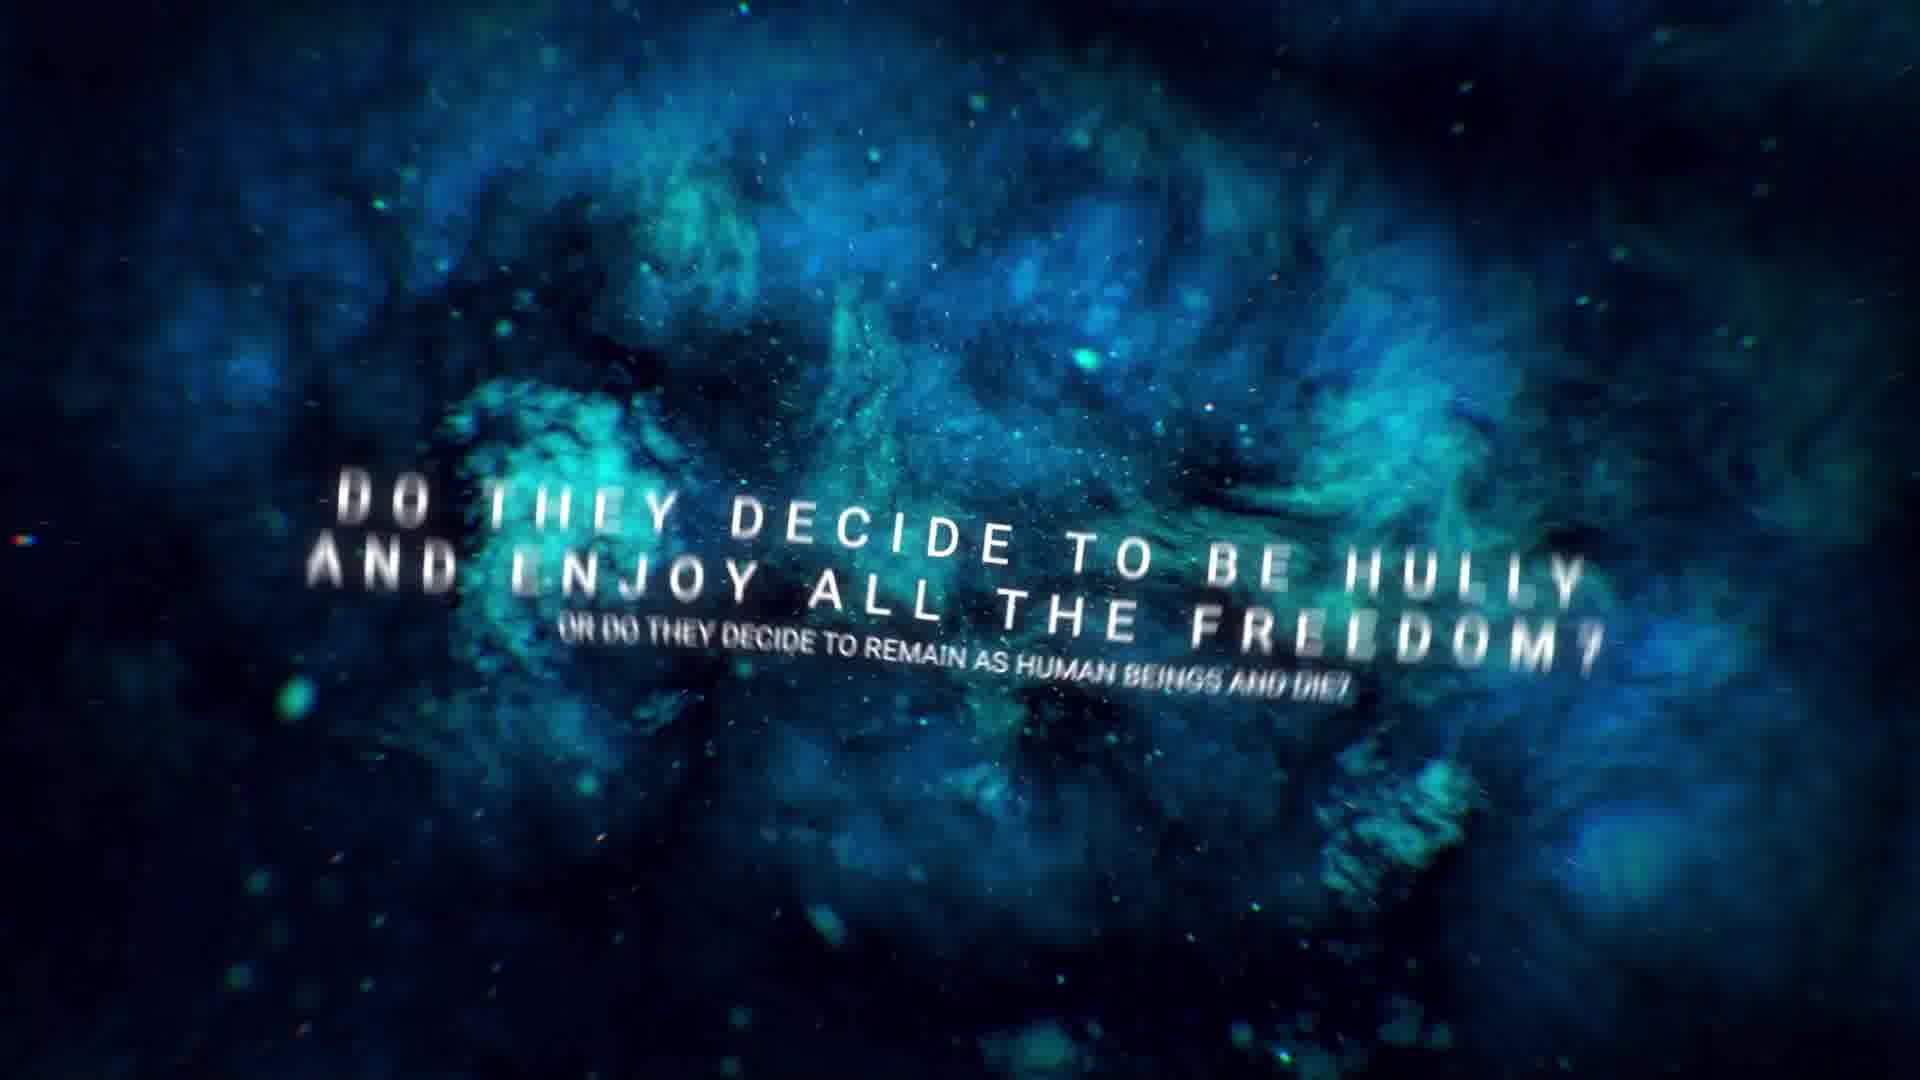 DO THEY DECIDE TO BE HULLY
AND ENJOY ALL THE FREEDOM?
OR DO THEY DECIDE TO REMAIN AS HUMAN BEINGS AND DIE?